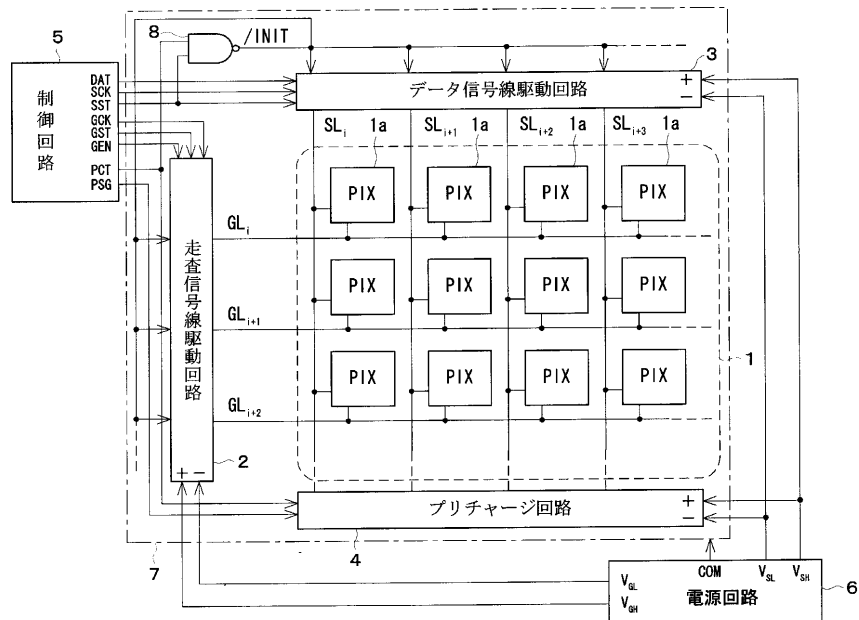 8
/INIT
5
3
制御回路
DAT
SCK
SST
GCK
GST
GEN
PCT
PSG
データ信号線駆動回路
+
−
SLi
1a
SLi+1
1a
SLi+2
1a
SLi+3
1a
PIX PIX PIX PIX
GLi
走査信号線駆動回路
PIX PIX PIX PIX
GLi+1
1
PIX PIX PIX PIX
GLi+2
+ −
2
プリチャージ回路
+
−
7
4
COM VSL VSH
VGL
VGH
電源回路
6